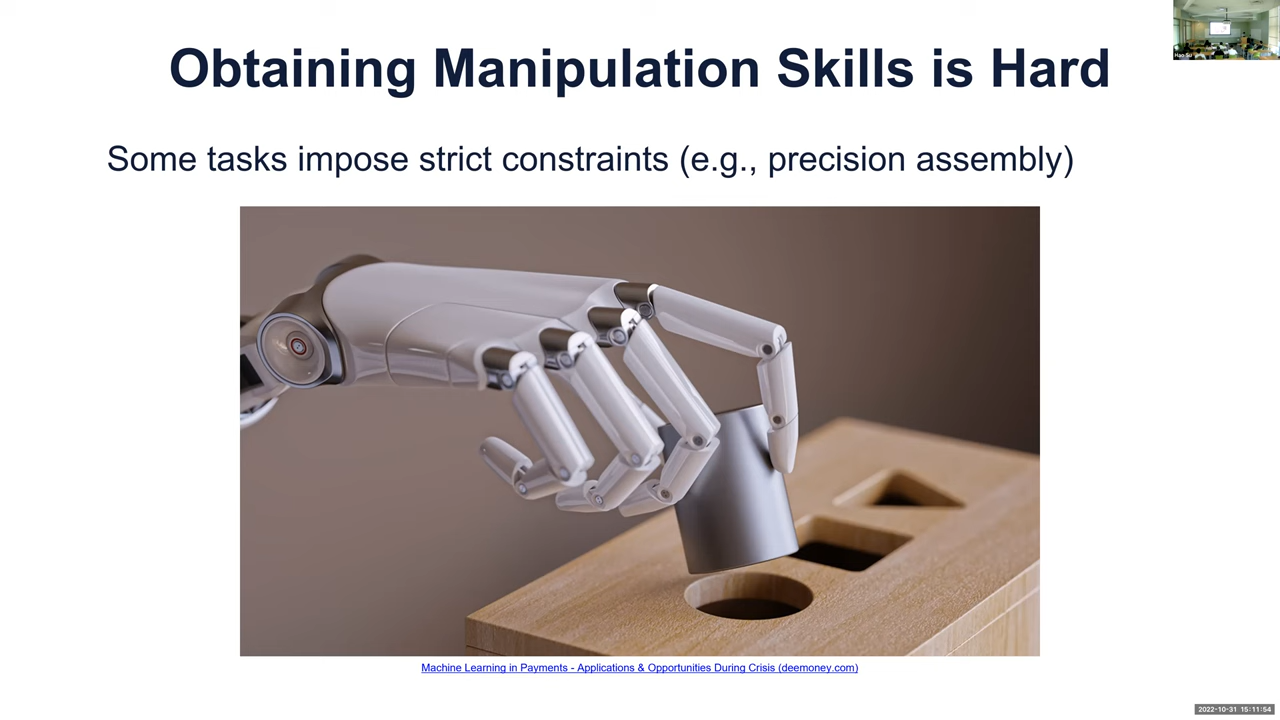 Obtaining Manipulation Skills is Hard
Some tasks impose strict constraints (e.g., precision assembly)
Machine Learning in Payments - Applications & Opportunities During Crisis (deemoney.com)
2022-10-31 15:11:54